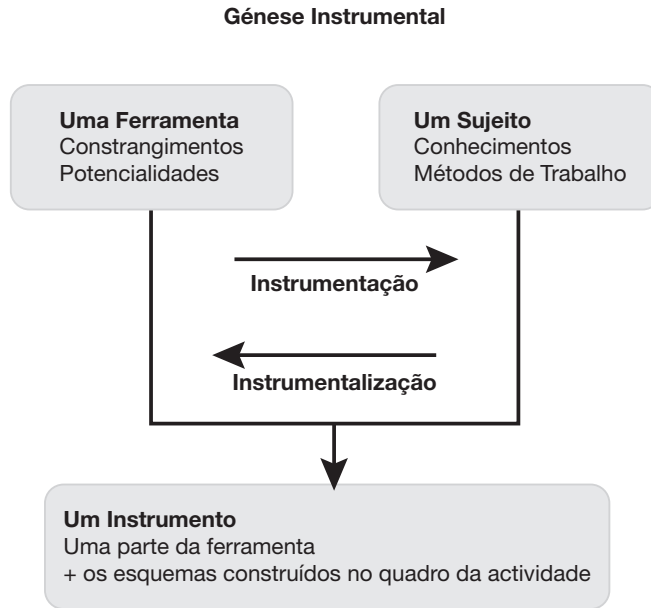 Génese Instrumental
Uma Ferramenta
Constrangimentos
Potencialidades
Um Sujeito
Conhecimentos
Métodos de Trabalho
Instrumentação
Instrumentalização
Um Instrumento
Uma parte da ferramenta
+ os esquemas construídos no quadro da actividade